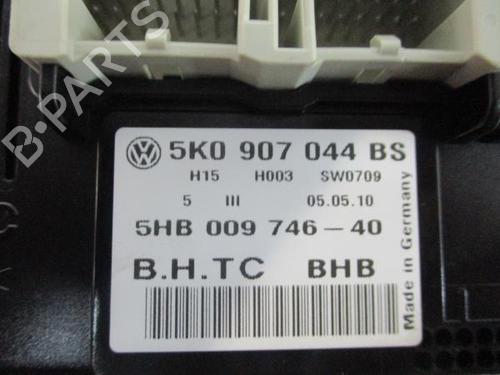 5K0 907 044 BS
H15 H003 SW0709
5 III 05.05.10
5HB 009 746-40
B.H.TC BHB
Made in Germany
B-PARTS